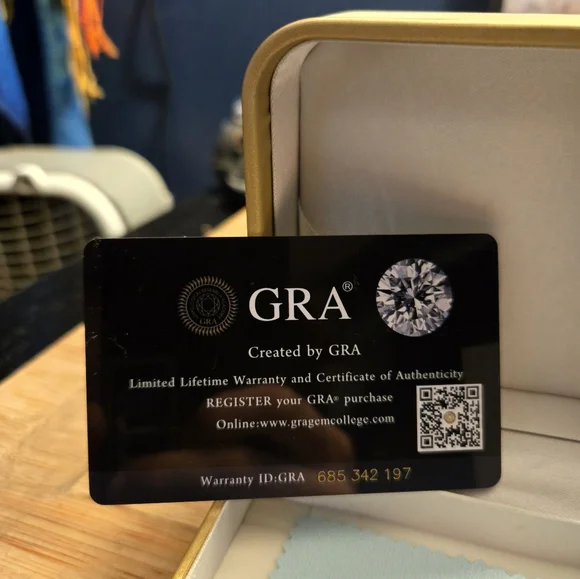 GRA
GRA®
Created by GRA
Limited Lifetime Warranty and Certificate of Authenticity
REGISTER your GRA® purchase
Online:www.gragemcollege.com
Warranty ID:GRA 685 342 197